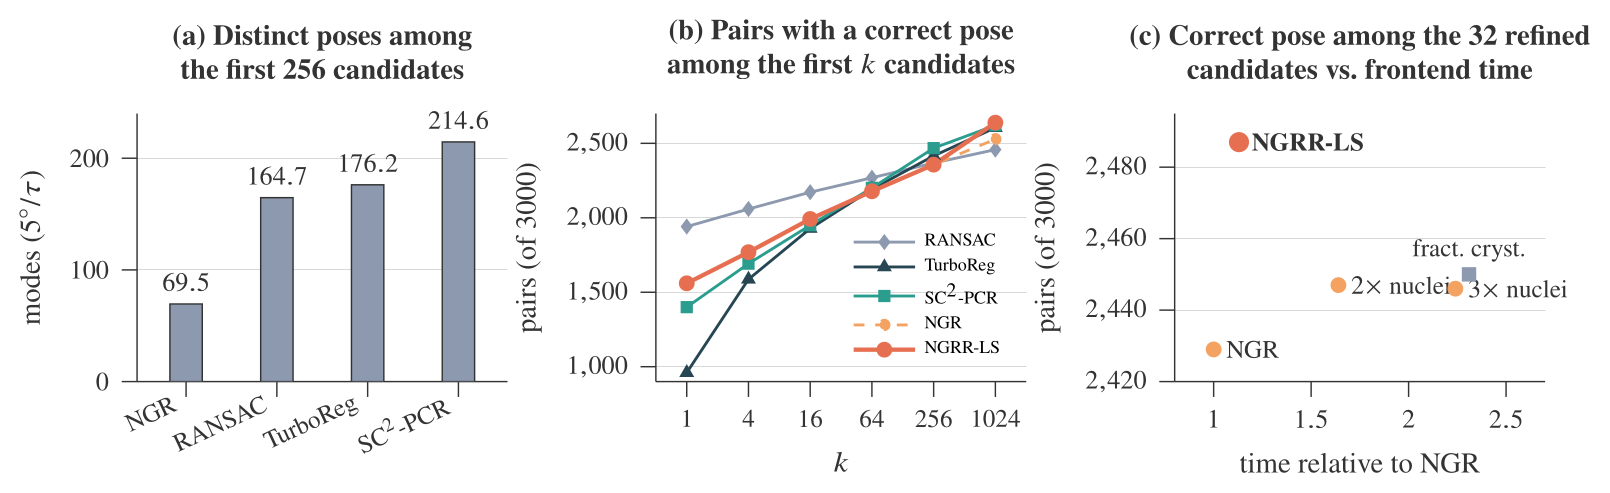 (a) Distinct poses among
the first 256 candidates
modes (5°/τ)
200
100
0
69.5
164.7
176.2
214.6
NGR
RANSAC
TurboReg
SC²-PCR
(b) Pairs with a correct pose
among the first k candidates
pairs (of 3000)
2,500
2,000
1,500
1,000
RANSAC
TurboReg
SC²-PCR
NGR
NGRR-LS
1 4 16 64 256 1024
k
(c) Correct pose among the 32 refined
candidates vs. frontend time
pairs (of 3000)
2,480
2,460
2,440
2,420
NGRR-LS
fract. cryst.
2× nuclei
3× nuclei
NGR
1 1.5 2 2.5
time relative to NGR